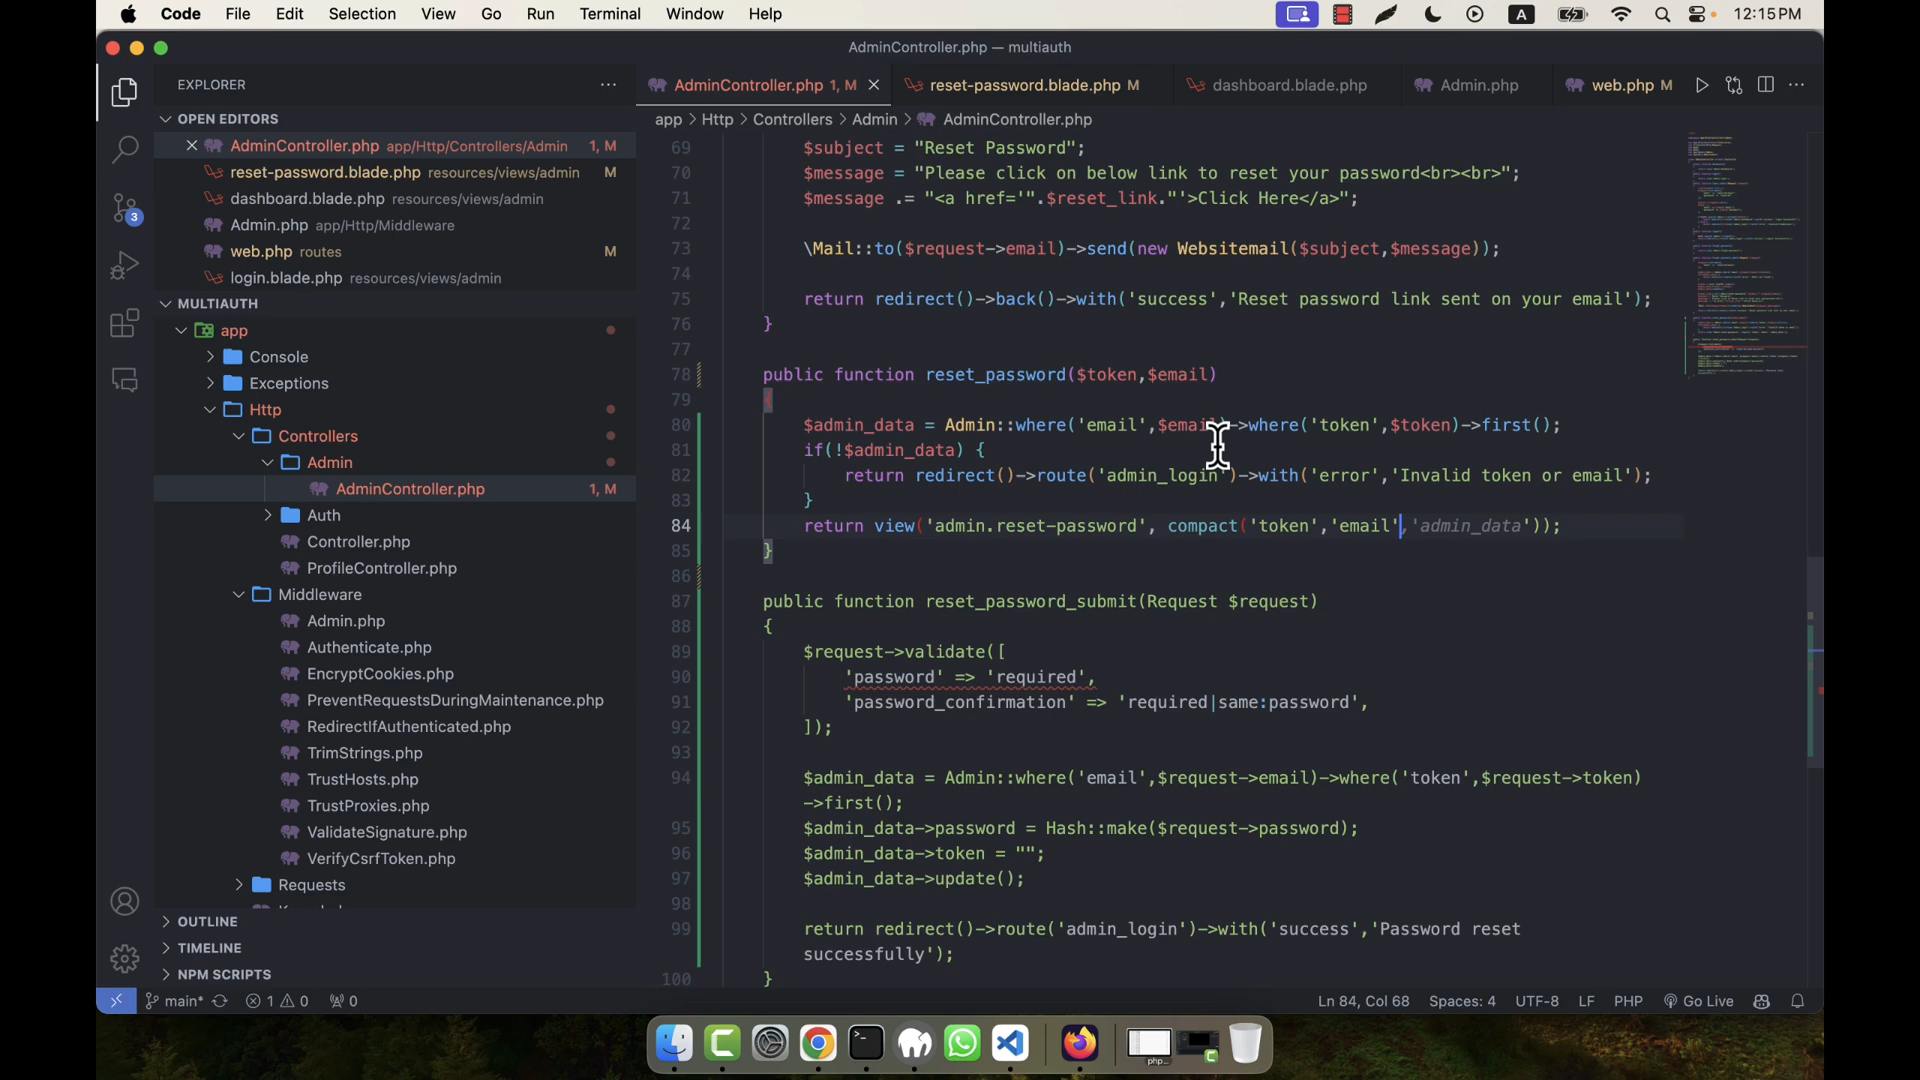 Code File Edit Selection View Go Run Terminal Window Help A 12:15 PM
AdminController.php — multiauth
EXPLORER
OPEN EDITORS
AdminController.php app/Http/Controllers/Admin 1, M
reset-password.blade.php resources/views/admin M
dashboard.blade.php resources/views/admin
Admin.php app/Http/Middleware
web.php routes M
login.blade.php resources/views/admin
MULTIAUTH
app
Console
Exceptions
Http
Controllers
Admin
AdminController.php 1, M
Auth
Controller.php
ProfileController.php
Middleware
Admin.php
Authenticate.php
EncryptCookies.php
PreventRequestsDuringMaintenance.php
RedirectIfAuthenticated.php
TrimStrings.php
TrustHosts.php
TrustProxies.php
ValidateSignature.php
VerifyCsrfToken.php
Requests
OUTLINE
TIMELINE
NPM SCRIPTS
3
AdminController.php 1, M reset-password.blade.php M dashboard.blade.php Admin.php web.php M
app > Http > Controllers > Admin > AdminController.php
69 $subject = "Reset Password";
70 $message = "Please click on below link to reset your password<br><br>";
71 $message .= "<a href='".$reset_link."'>Click Here</a>";
72
73 \Mail::to($request->email)->send(new Websitemail($subject,$message));
74
75 return redirect()->back()->with('success','Reset password link sent on your email');
76 }
77
78 public function reset_password($token,$email)
79 {
80 $admin_data = Admin::where('email',$email)->where('token',$token)->first();
81 if(!$admin_data) {
82 return redirect()->route('admin_login')->with('error','Invalid token or email');
83 }
84 return view('admin.reset-password', compact('token','email','admin_data'));
85 }
86
87 public function reset_password_submit(Request $request)
88 {
89 $request->validate([
90 'password' => 'required',
91 'password_confirmation' => 'required|same:password',
92 ]);
93
94 $admin_data = Admin::where('email',$request->email)->where('token',$request->token)
->first();
95 $admin_data->password = Hash::make($request->password);
96 $admin_data->token = "";
97 $admin_data->update();
98
99 return redirect()->route('admin_login')->with('success','Password reset
successfully');
100 }
main* 1 0 0 Ln 84, Col 68 Spaces: 4 UTF-8 LF PHP Go Live
php...